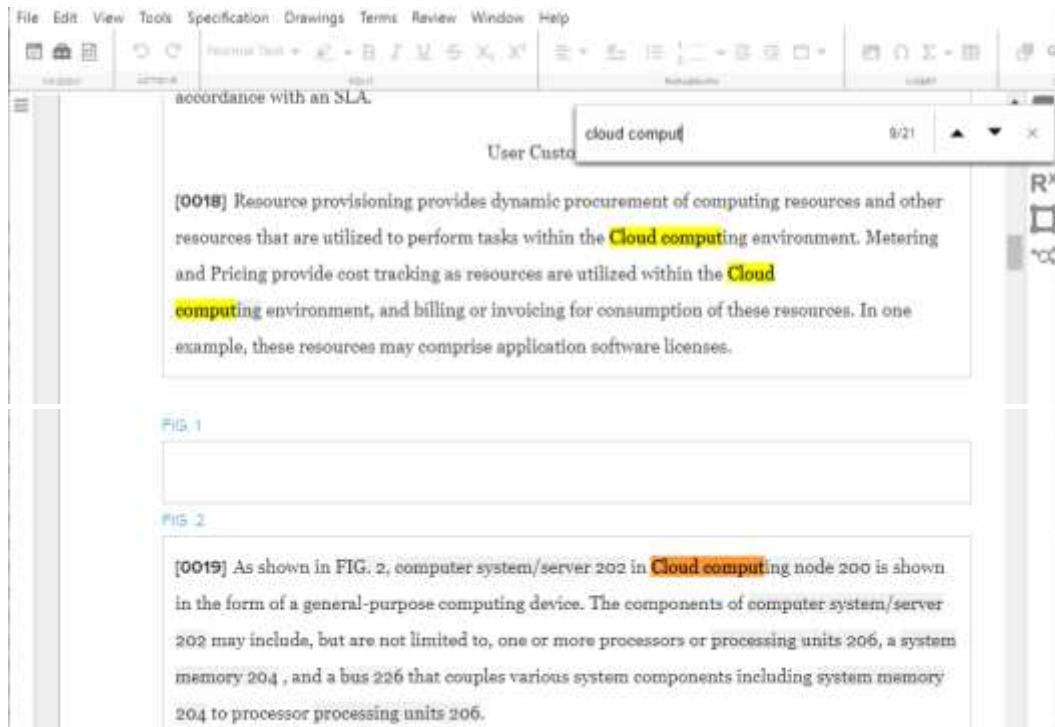 File Edit View Tools Specification Drawings Terms Review Window Help
Normal Text
accordance with an SLA.
cloud comput 9/21
User Custo
[0018] Resource provisioning provides dynamic procurement of computing resources and other
resources that are utilized to perform tasks within the Cloud computing environment. Metering
and Pricing provide cost tracking as resources are utilized within the Cloud
computing environment, and billing or invoicing for consumption of these resources. In one
example, these resources may comprise application software licenses.
FIG. 1
FIG. 2
[0019] As shown in FIG. 2, computer system/server 202 in Cloud computing node 200 is shown
in the form of a general-purpose computing device. The components of computer system/server
202 may include, but are not limited to, one or more processors or processing units 206, a system
memory 204 , and a bus 226 that couples various system components including system memory
204 to processor processing units 206.